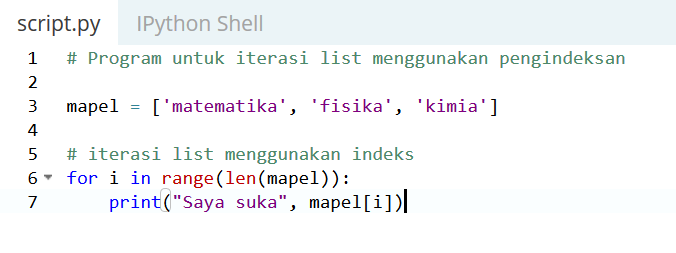 script.py IPython Shell
1 # Program untuk iterasi list menggunakan pengindeksan
2
3 mapel = ['matematika', 'fisika', 'kimia']
4
5 # iterasi list menggunakan indeks
6 for i in range(len(mapel)):
7     print("Saya suka", mapel[i])